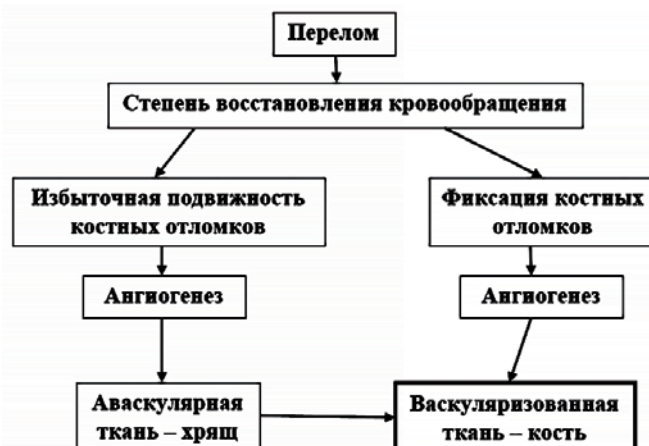 Перелом
Степень восстановления кровообращения
Избыточная подвижность
костных отломков
Фиксация костных
отломков
Ангиогенез
Ангиогенез
Аваскулярная
ткань – хрящ
Васкуляризованная
ткань – кость